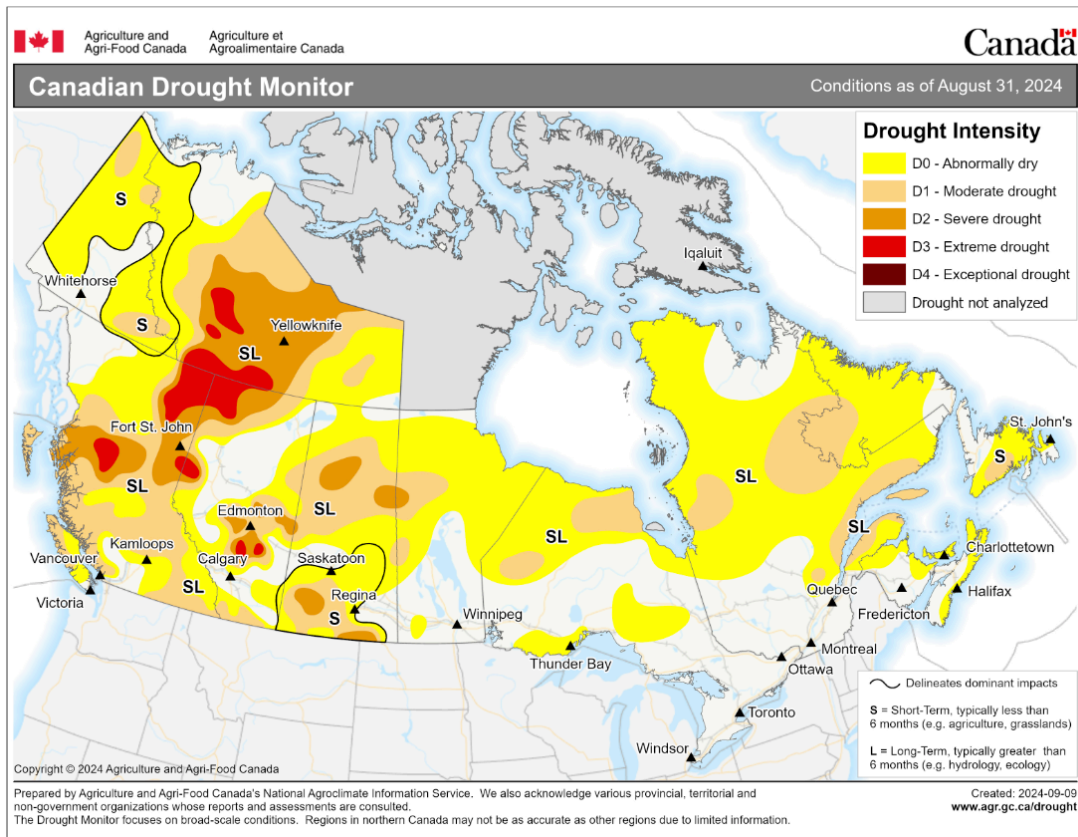 Agriculture and
Agri-Food Canada
Agriculture et
Agroalimentaire Canada
Canada
Canadian Drought Monitor
Conditions as of August 31, 2024
Drought Intensity
D0 - Abnormally dry
D1 - Moderate drought
D2 - Severe drought
D3 - Extreme drought
D4 - Exceptional drought
Drought not analyzed
S
Iqaluit
Whitehorse
S
Yellowknife
SL
Fort St. John
St. John's
S
SL
SL
Edmonton
SL
SL
SL
Kamloops
Calgary
Saskatoon
Vancouver
Charlottetown
SL
Regina
Quebec
Halifax
Victoria
S
Winnipeg
Fredericton
Thunder Bay
Montreal
Ottawa
Toronto
Windsor
Delineates dominant impacts
S = Short-Term, typically less than
6 months (e.g. agriculture, grasslands)
L = Long-Term, typically greater than
6 months (e.g. hydrology, ecology)
Copyright © 2024 Agriculture and Agri-Food Canada
Prepared by Agriculture and Agri-Food Canada's National Agroclimate Information Service. We also acknowledge various provincial, territorial and
non-government organizations whose reports and assessments are consulted.
The Drought Monitor focuses on broad-scale conditions. Regions in northern Canada may not be as accurate as other regions due to limited information.
Created: 2024-09-09
www.agr.gc.ca/drought